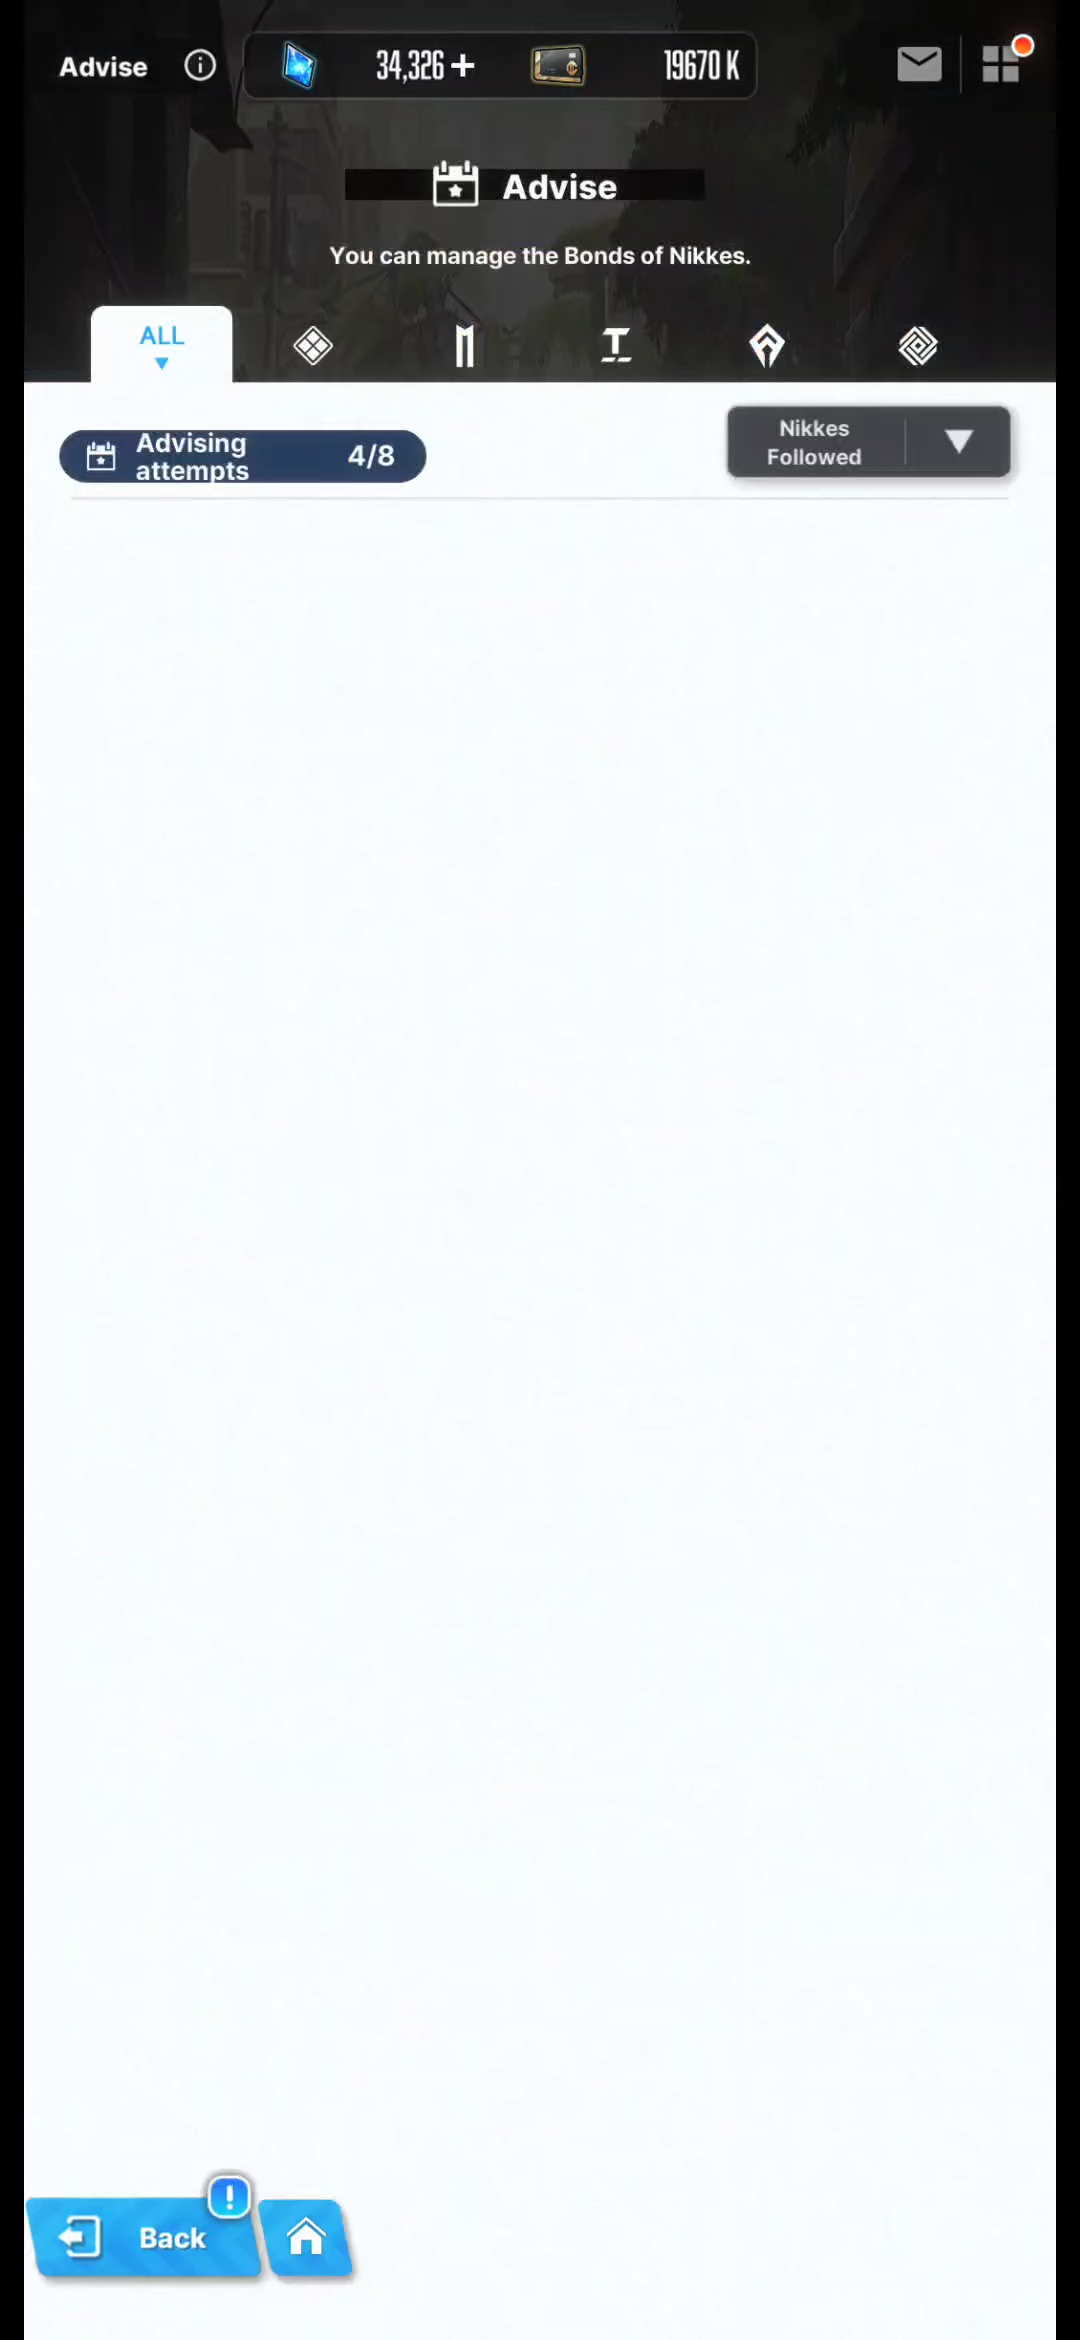 Advise
34,326
19670 K
Advise
You can manage the Bonds of Nikkes.
ALL
Advising
attempts
4/8
Nikkes
Followed
Back